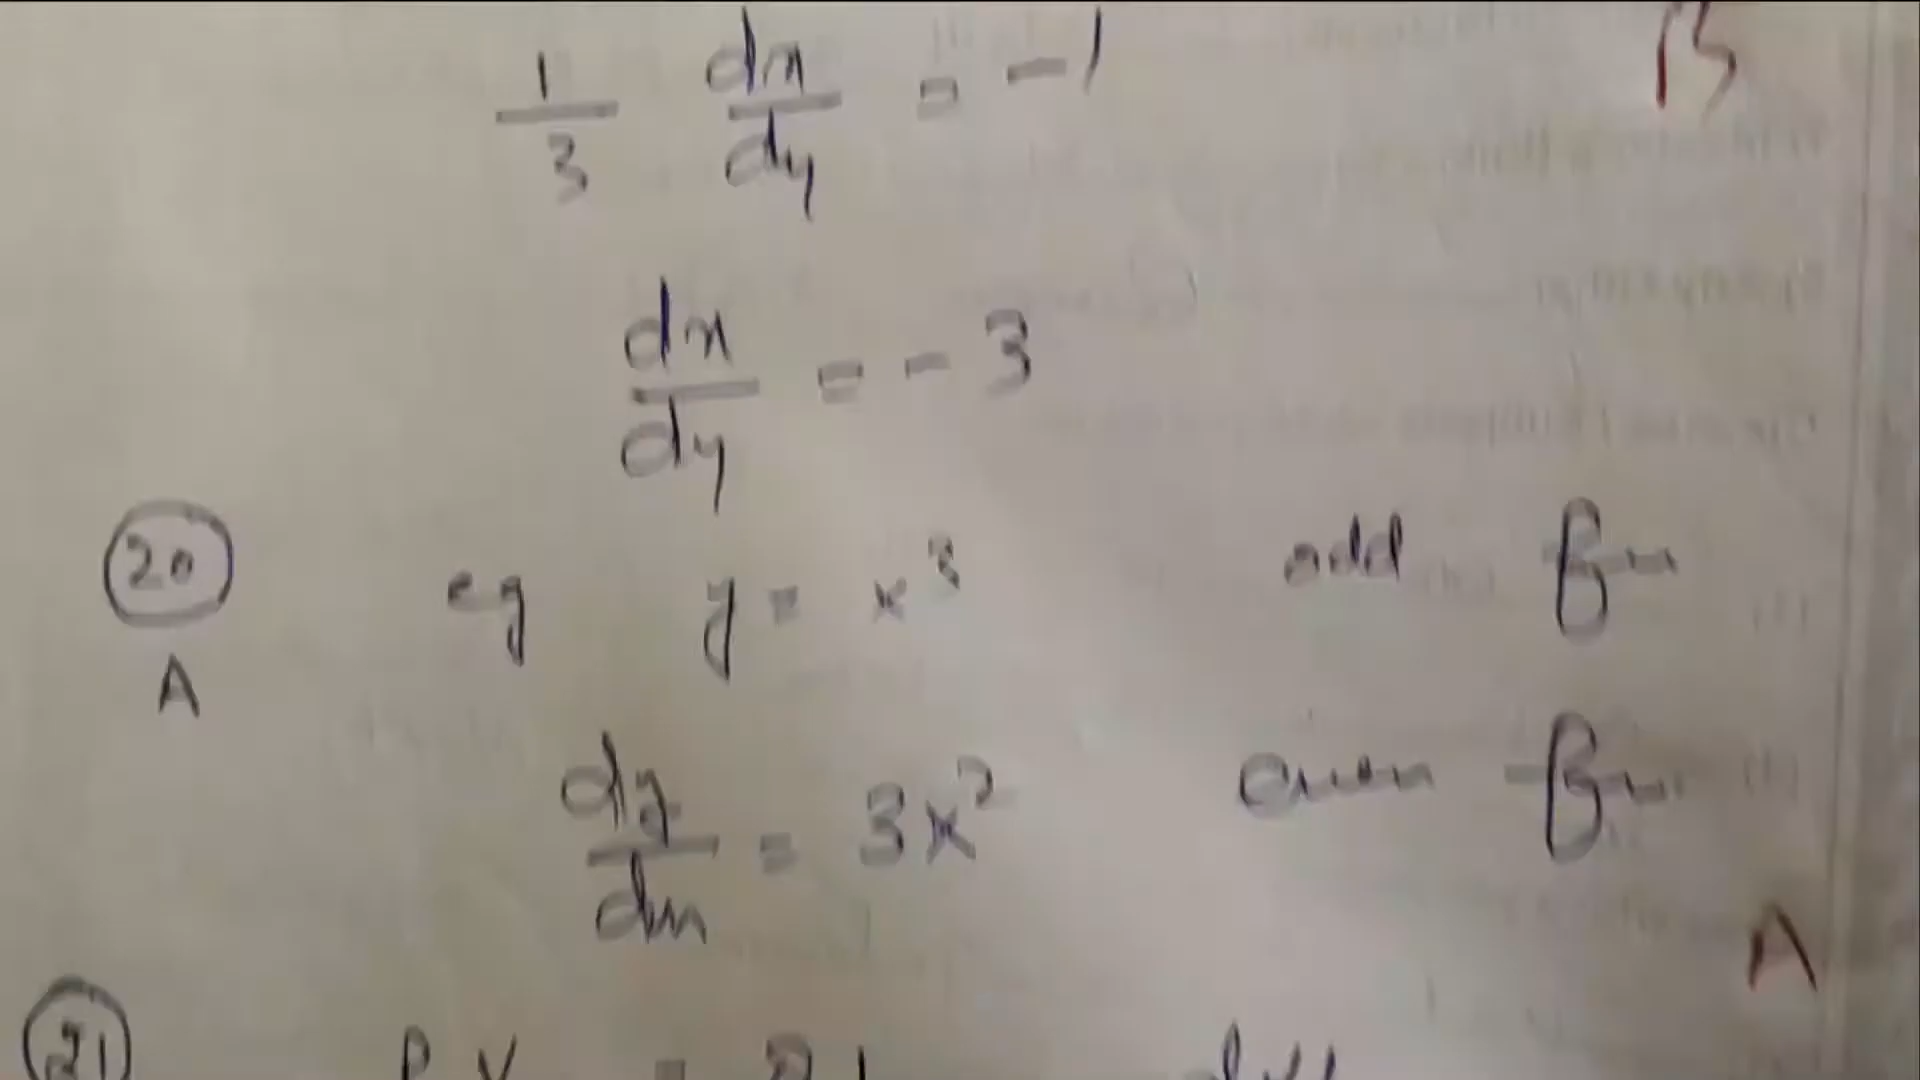 1/3 dx/dy = -1
B
dx/dy = - 3
20 eg y = x³ odd fn
A
dy/dx = 3x² even fn
A
21 PV =